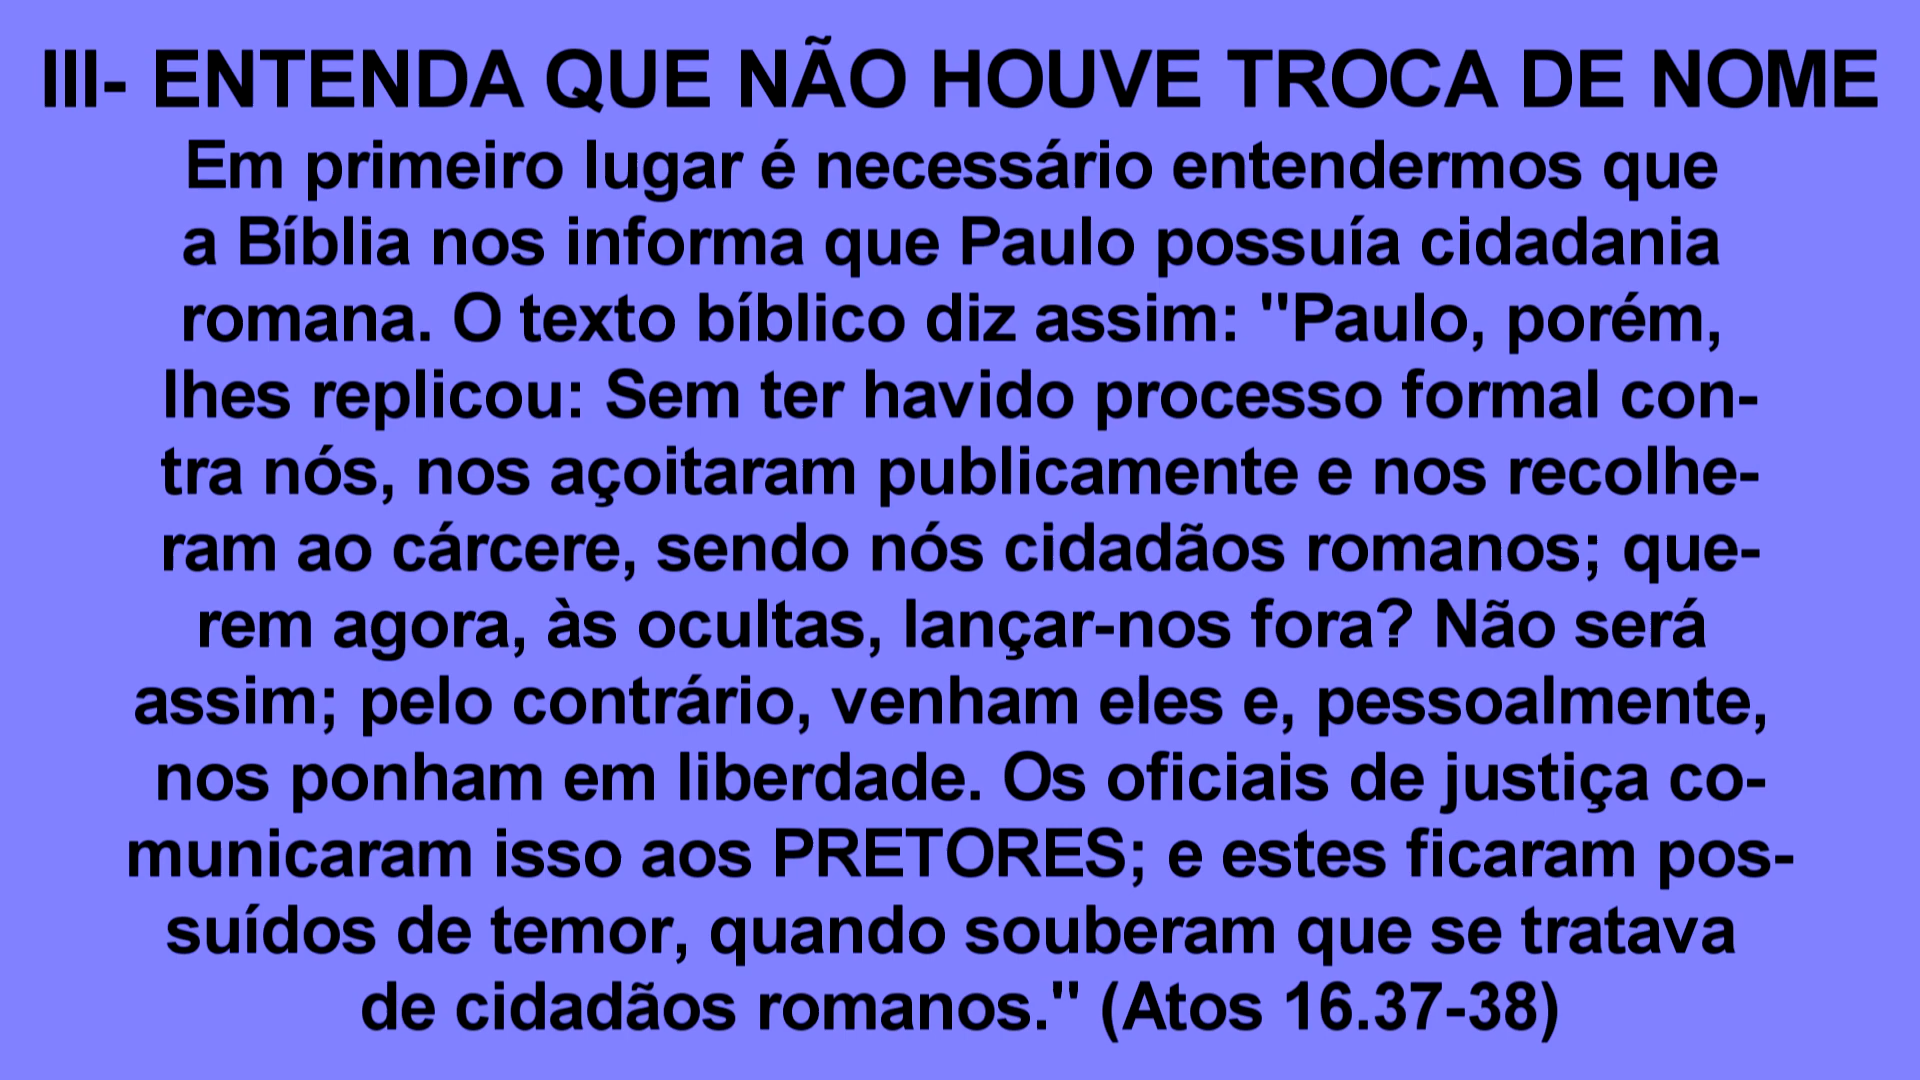 III- ENTENDA QUE NÃO HOUVE TROCA DE NOME
Em primeiro lugar é necessário entendermos que
a Bíblia nos informa que Paulo possuía cidadania
romana. O texto bíblico diz assim: "Paulo, porém,
lhes replicou: Sem ter havido processo formal con-
tra nós, nos açoitaram publicamente e nos recolhe-
ram ao cárcere, sendo nós cidadãos romanos; que-
rem agora, às ocultas, lançar-nos fora? Não será
assim; pelo contrário, venham eles e, pessoalmente,
nos ponham em liberdade. Os oficiais de justiça co-
municaram isso aos PRETORES; e estes ficaram pos-
suídos de temor, quando souberam que se tratava
de cidadãos romanos." (Atos 16.37-38)